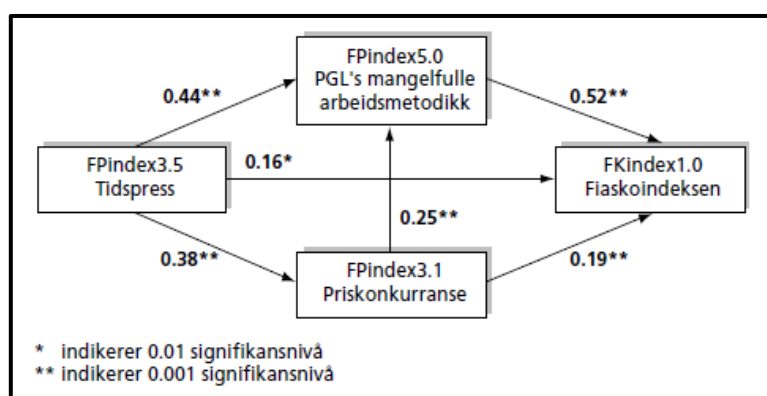 FPindex5.0
PGL's mangelfulle
arbeidsmetodikk
0.44**
0.52**
FPindex3.5
Tidspress
0.16*
FKindex1.0
Fiaskoindeksen
0.25**
0.38**
FPindex3.1
Priskonkurranse
0.19**
* indikerer 0.01 signifikansnivå
** indikerer 0.001 signifikansnivå